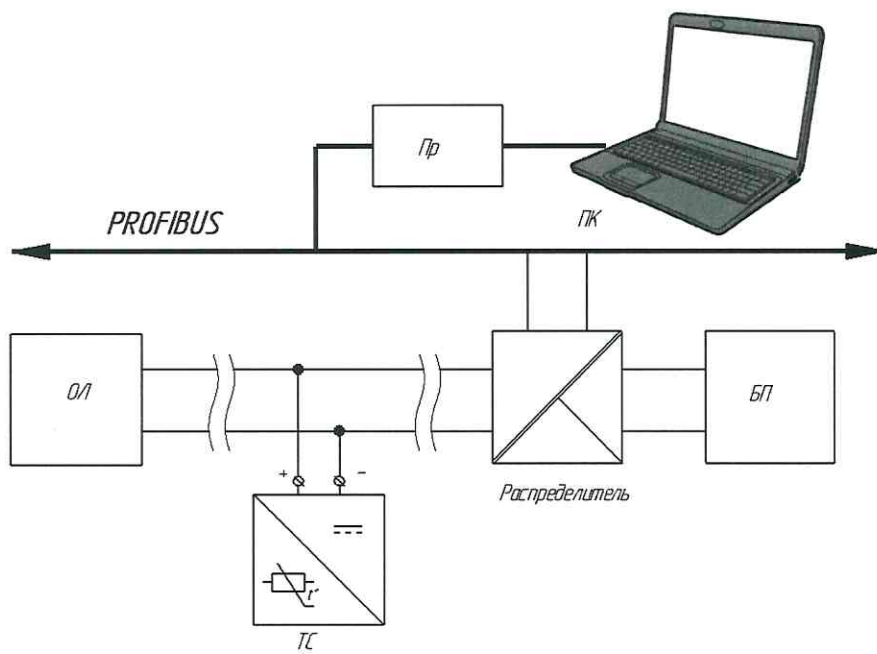 Пр
ПК
PROFIBUS
ОЛ
БП
+
−
Распределитель
t°
ТС